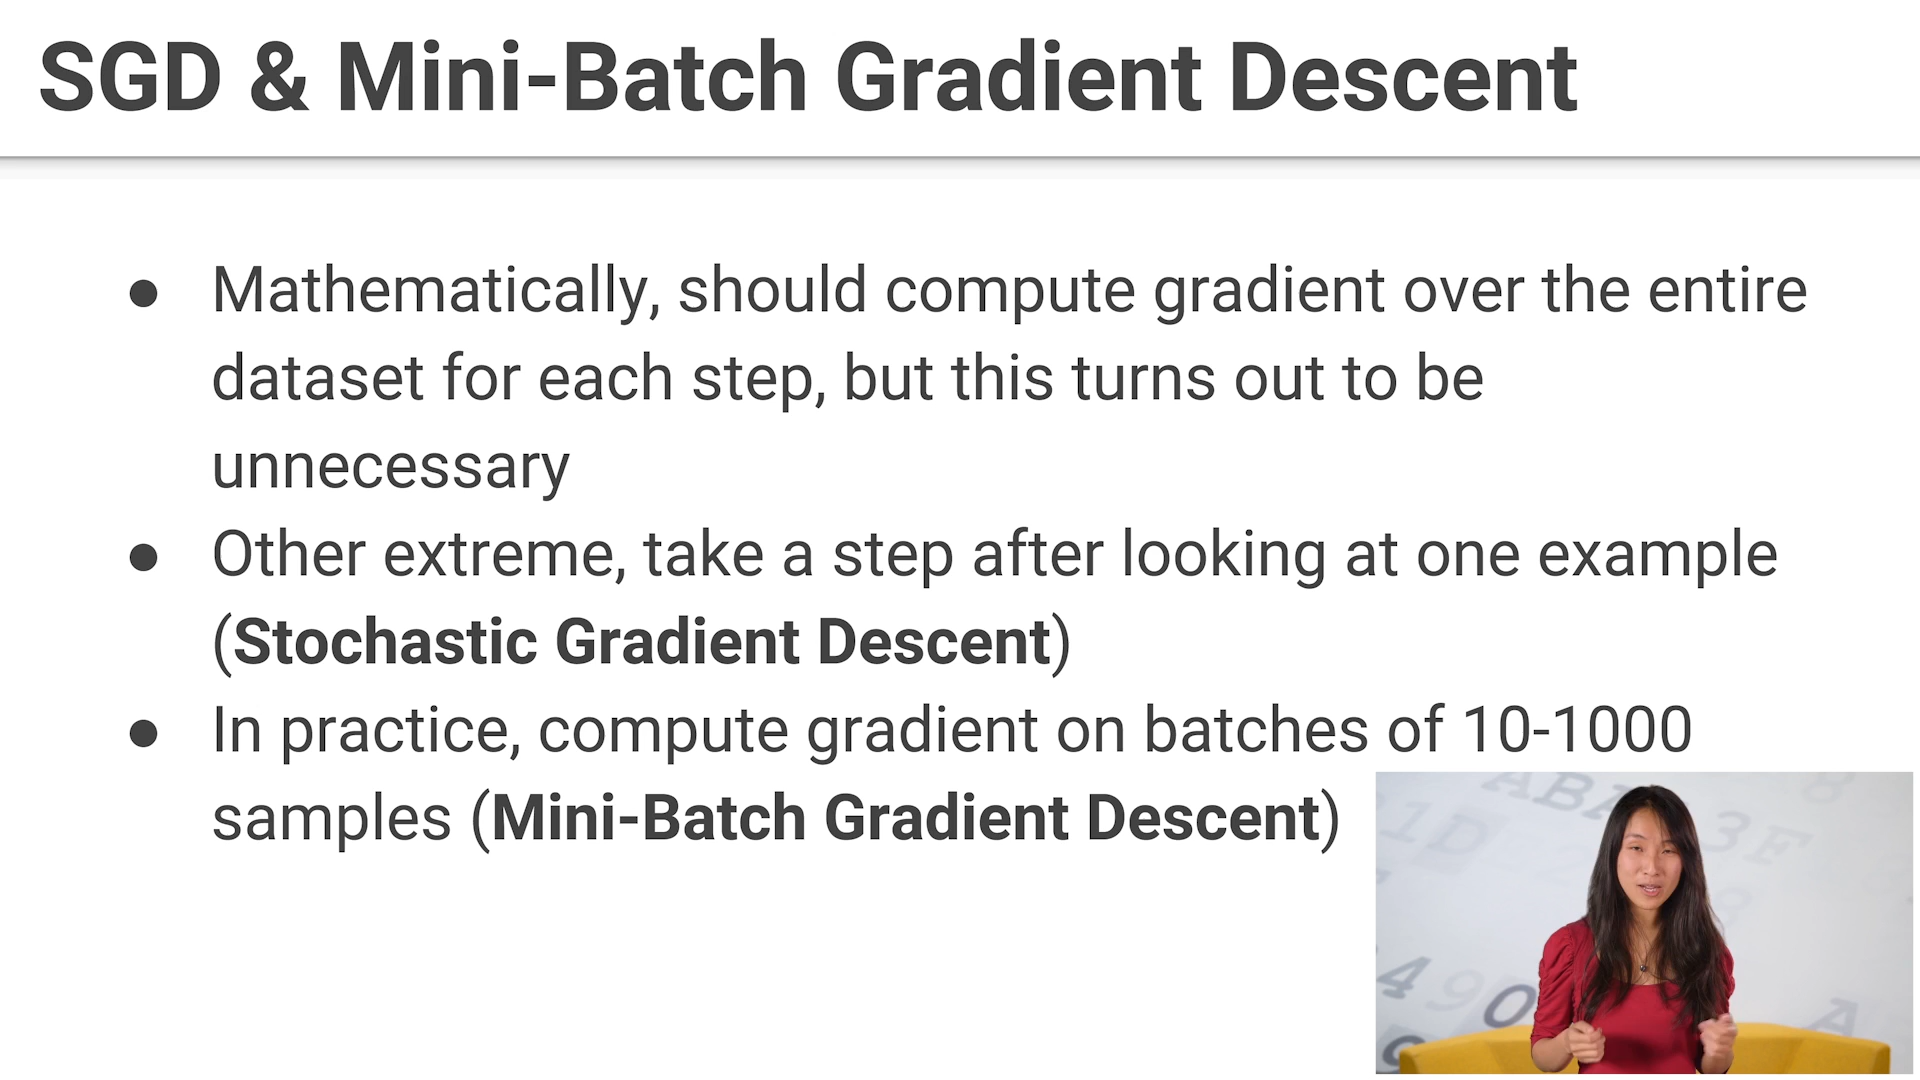 SGD & Mini-Batch Gradient Descent
● Mathematically, should compute gradient over the entire
dataset for each step, but this turns out to be
unnecessary
● Other extreme, take a step after looking at one example
(Stochastic Gradient Descent)
● In practice, compute gradient on batches of 10-1000
samples (Mini-Batch Gradient Descent)